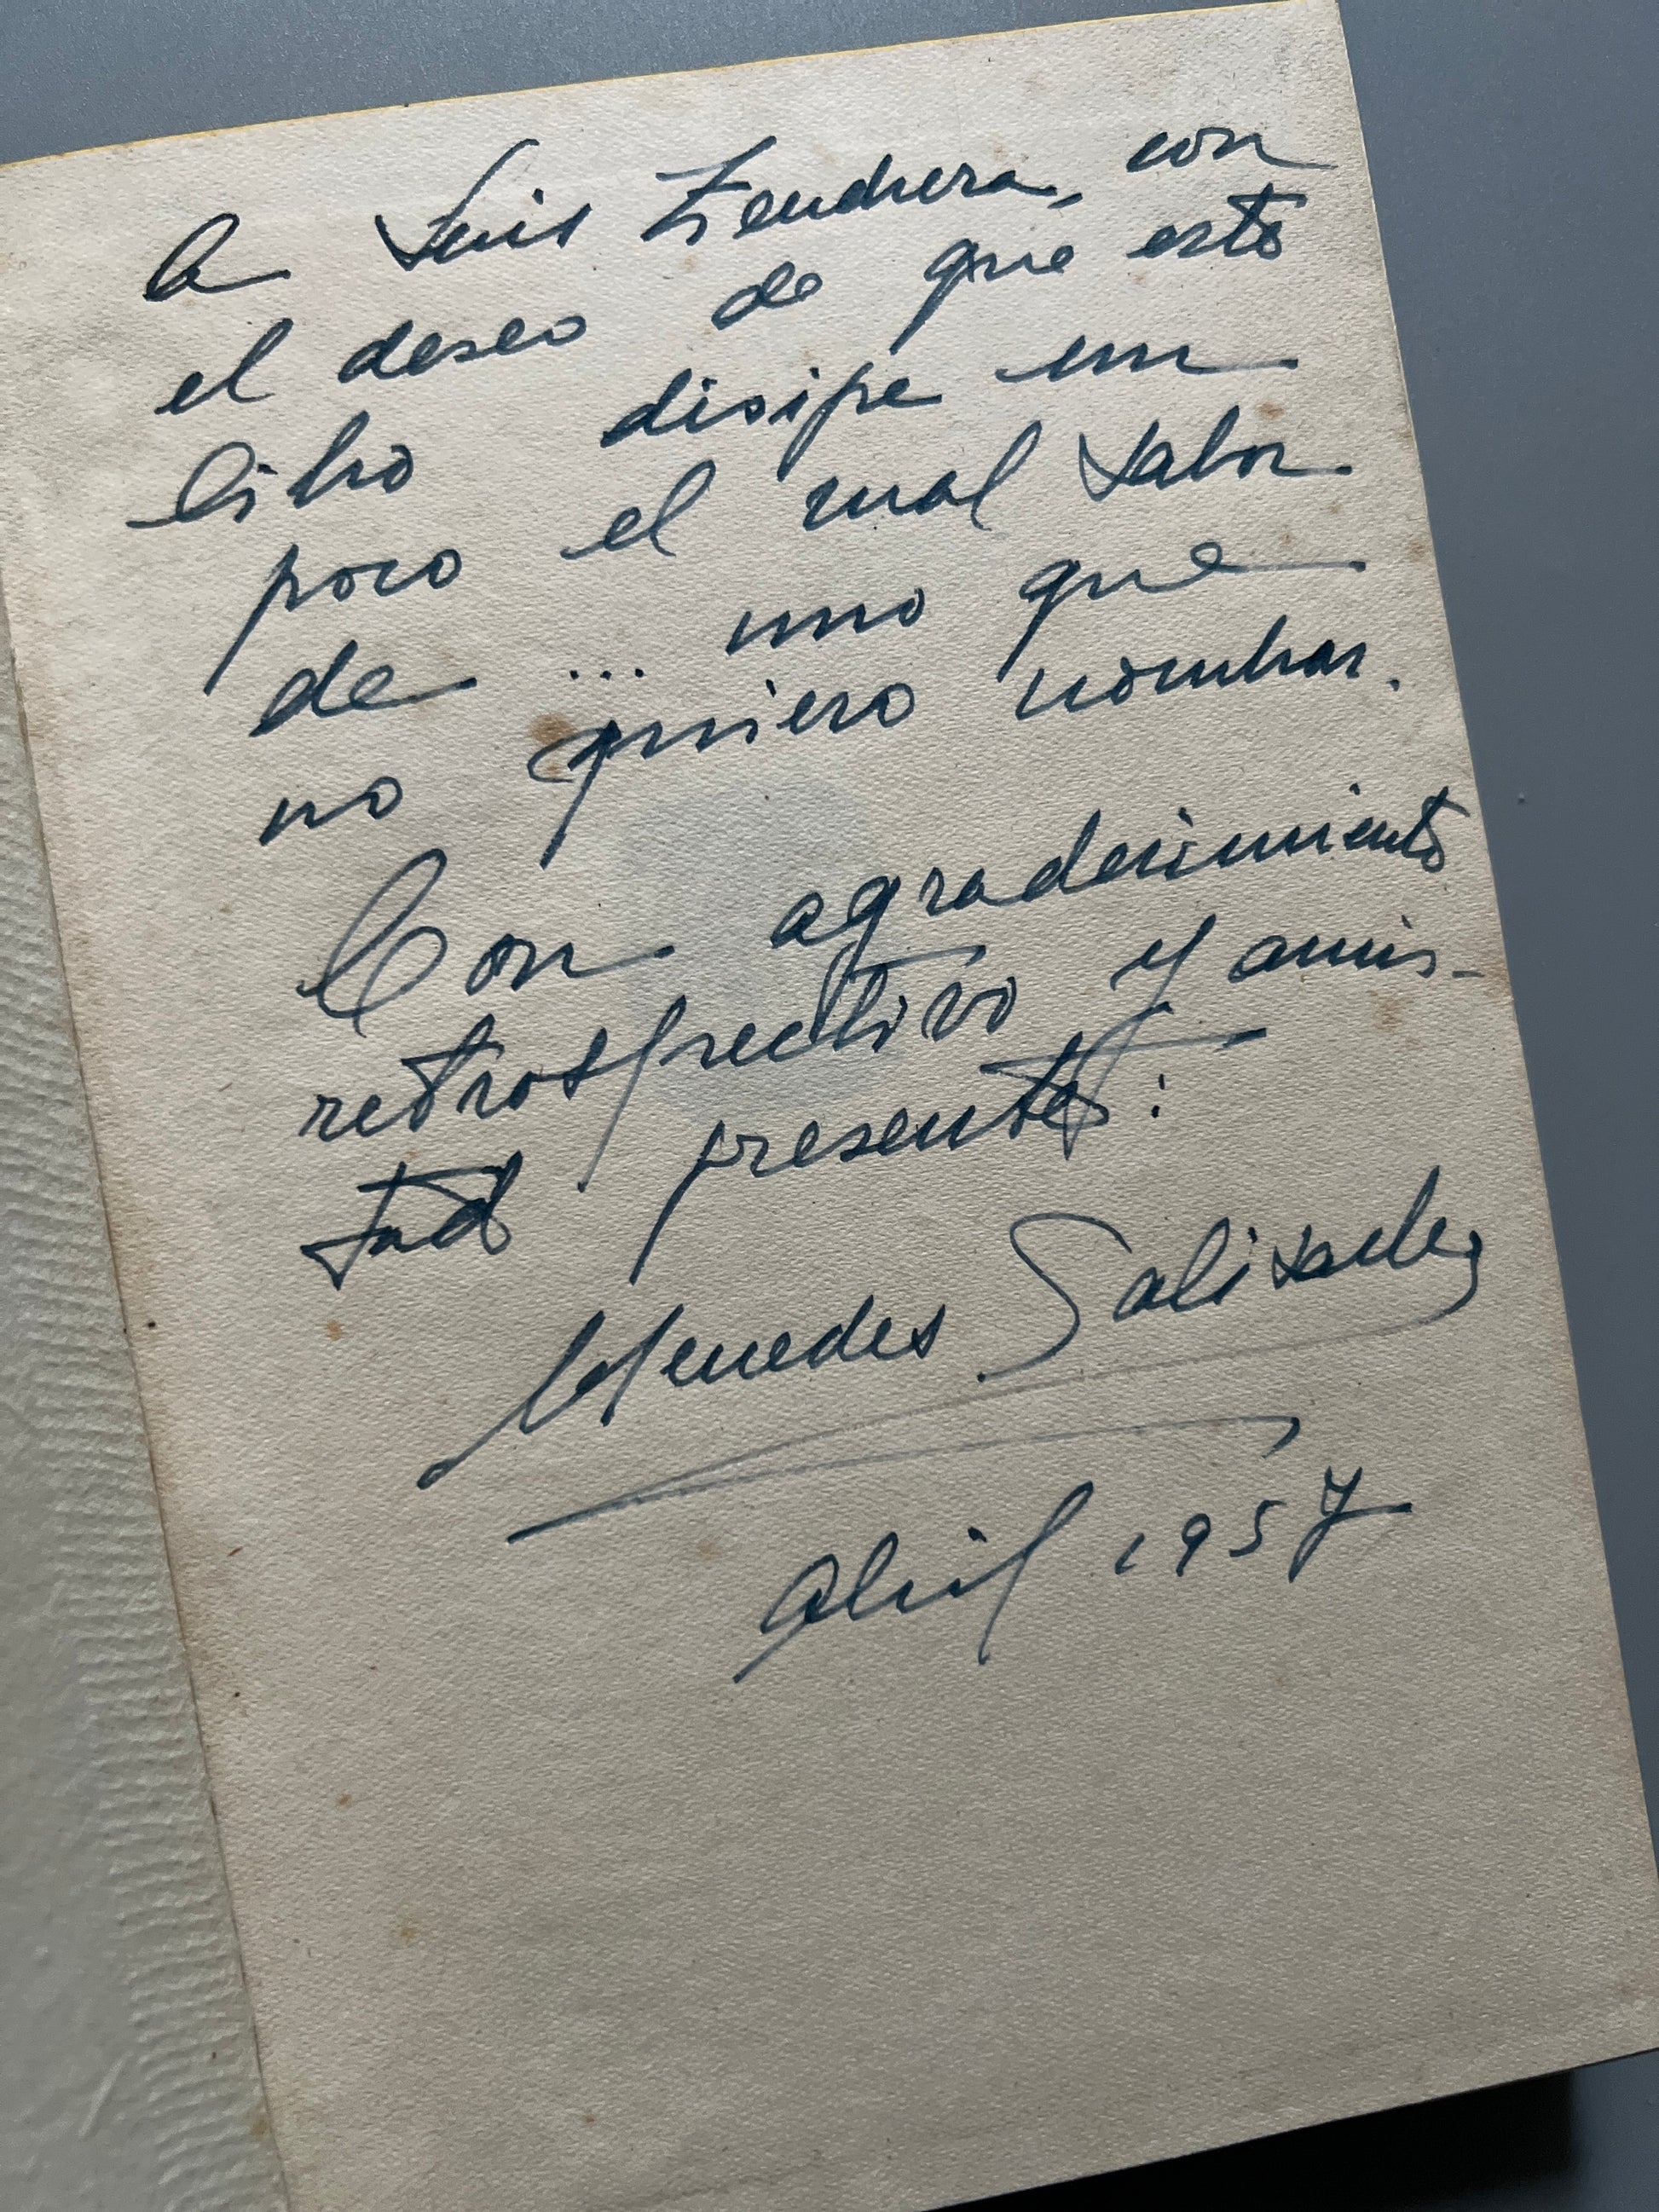 A Luis Zendrera, con
el deseo de que este
libro disipe un
poco el mal sabor
de ... uno que
no quiero nombrar.
Con agradecimiento
retrospectivo y amis-
tad presente:
Mercedes Salisachs
Abril 1957